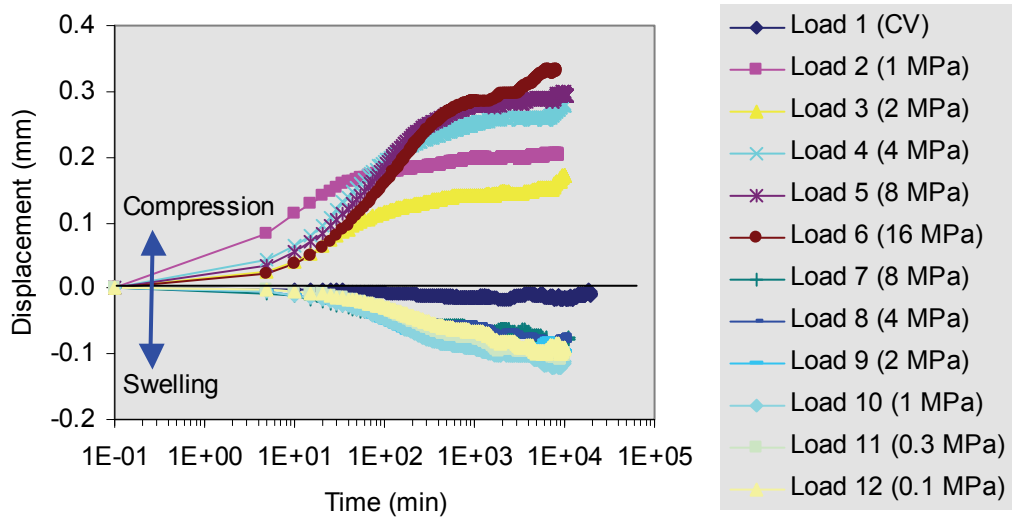 0.4
0.3
0.2
0.1
0.0
-0.1
-0.2
Displacement (mm)
Compression
Swelling
1E-01 1E+00 1E+01 1E+02 1E+03 1E+04 1E+05
Time (min)
Load 1 (CV)
Load 2 (1 MPa)
Load 3 (2 MPa)
Load 4 (4 MPa)
Load 5 (8 MPa)
Load 6 (16 MPa)
Load 7 (8 MPa)
Load 8 (4 MPa)
Load 9 (2 MPa)
Load 10 (1 MPa)
Load 11 (0.3 MPa)
Load 12 (0.1 MPa)